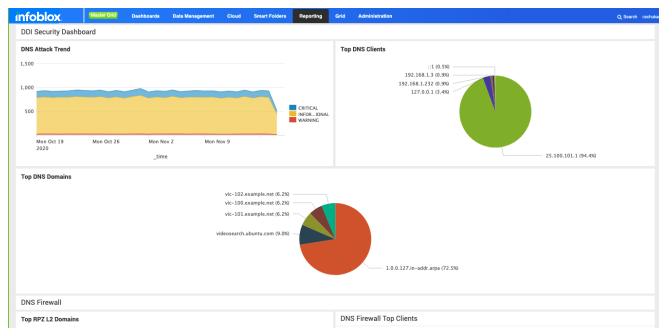 infoblox.
Master Grid
Dashboards
Data Management
Cloud
Smart Folders
Reporting
Grid
Administration
Search
DDI Security Dashboard
DNS Attack Trend
1,500
1,000
500
Mon Oct 19
2020
Mon Oct 26
Mon Nov 2
Mon Nov 9
_time
CRITICAL
INFOR...IONAL
WARNING
Top DNS Clients
::1 (0.5%)
192.168.1.3 (0.9%)
192.168.1.232 (0.9%)
127.0.0.1 (3.4%)
25.100.101.1 (94.4%)
Top DNS Domains
vic-102.example.net (6.2%)
vic-100.example.net (6.2%)
vic-101.example.net (6.2%)
videosearch.ubuntu.com (9.0%)
1.0.0.127.in-addr.arpa (72.5%)
DNS Firewall
Top RPZ L2 Domains
DNS Firewall Top Clients